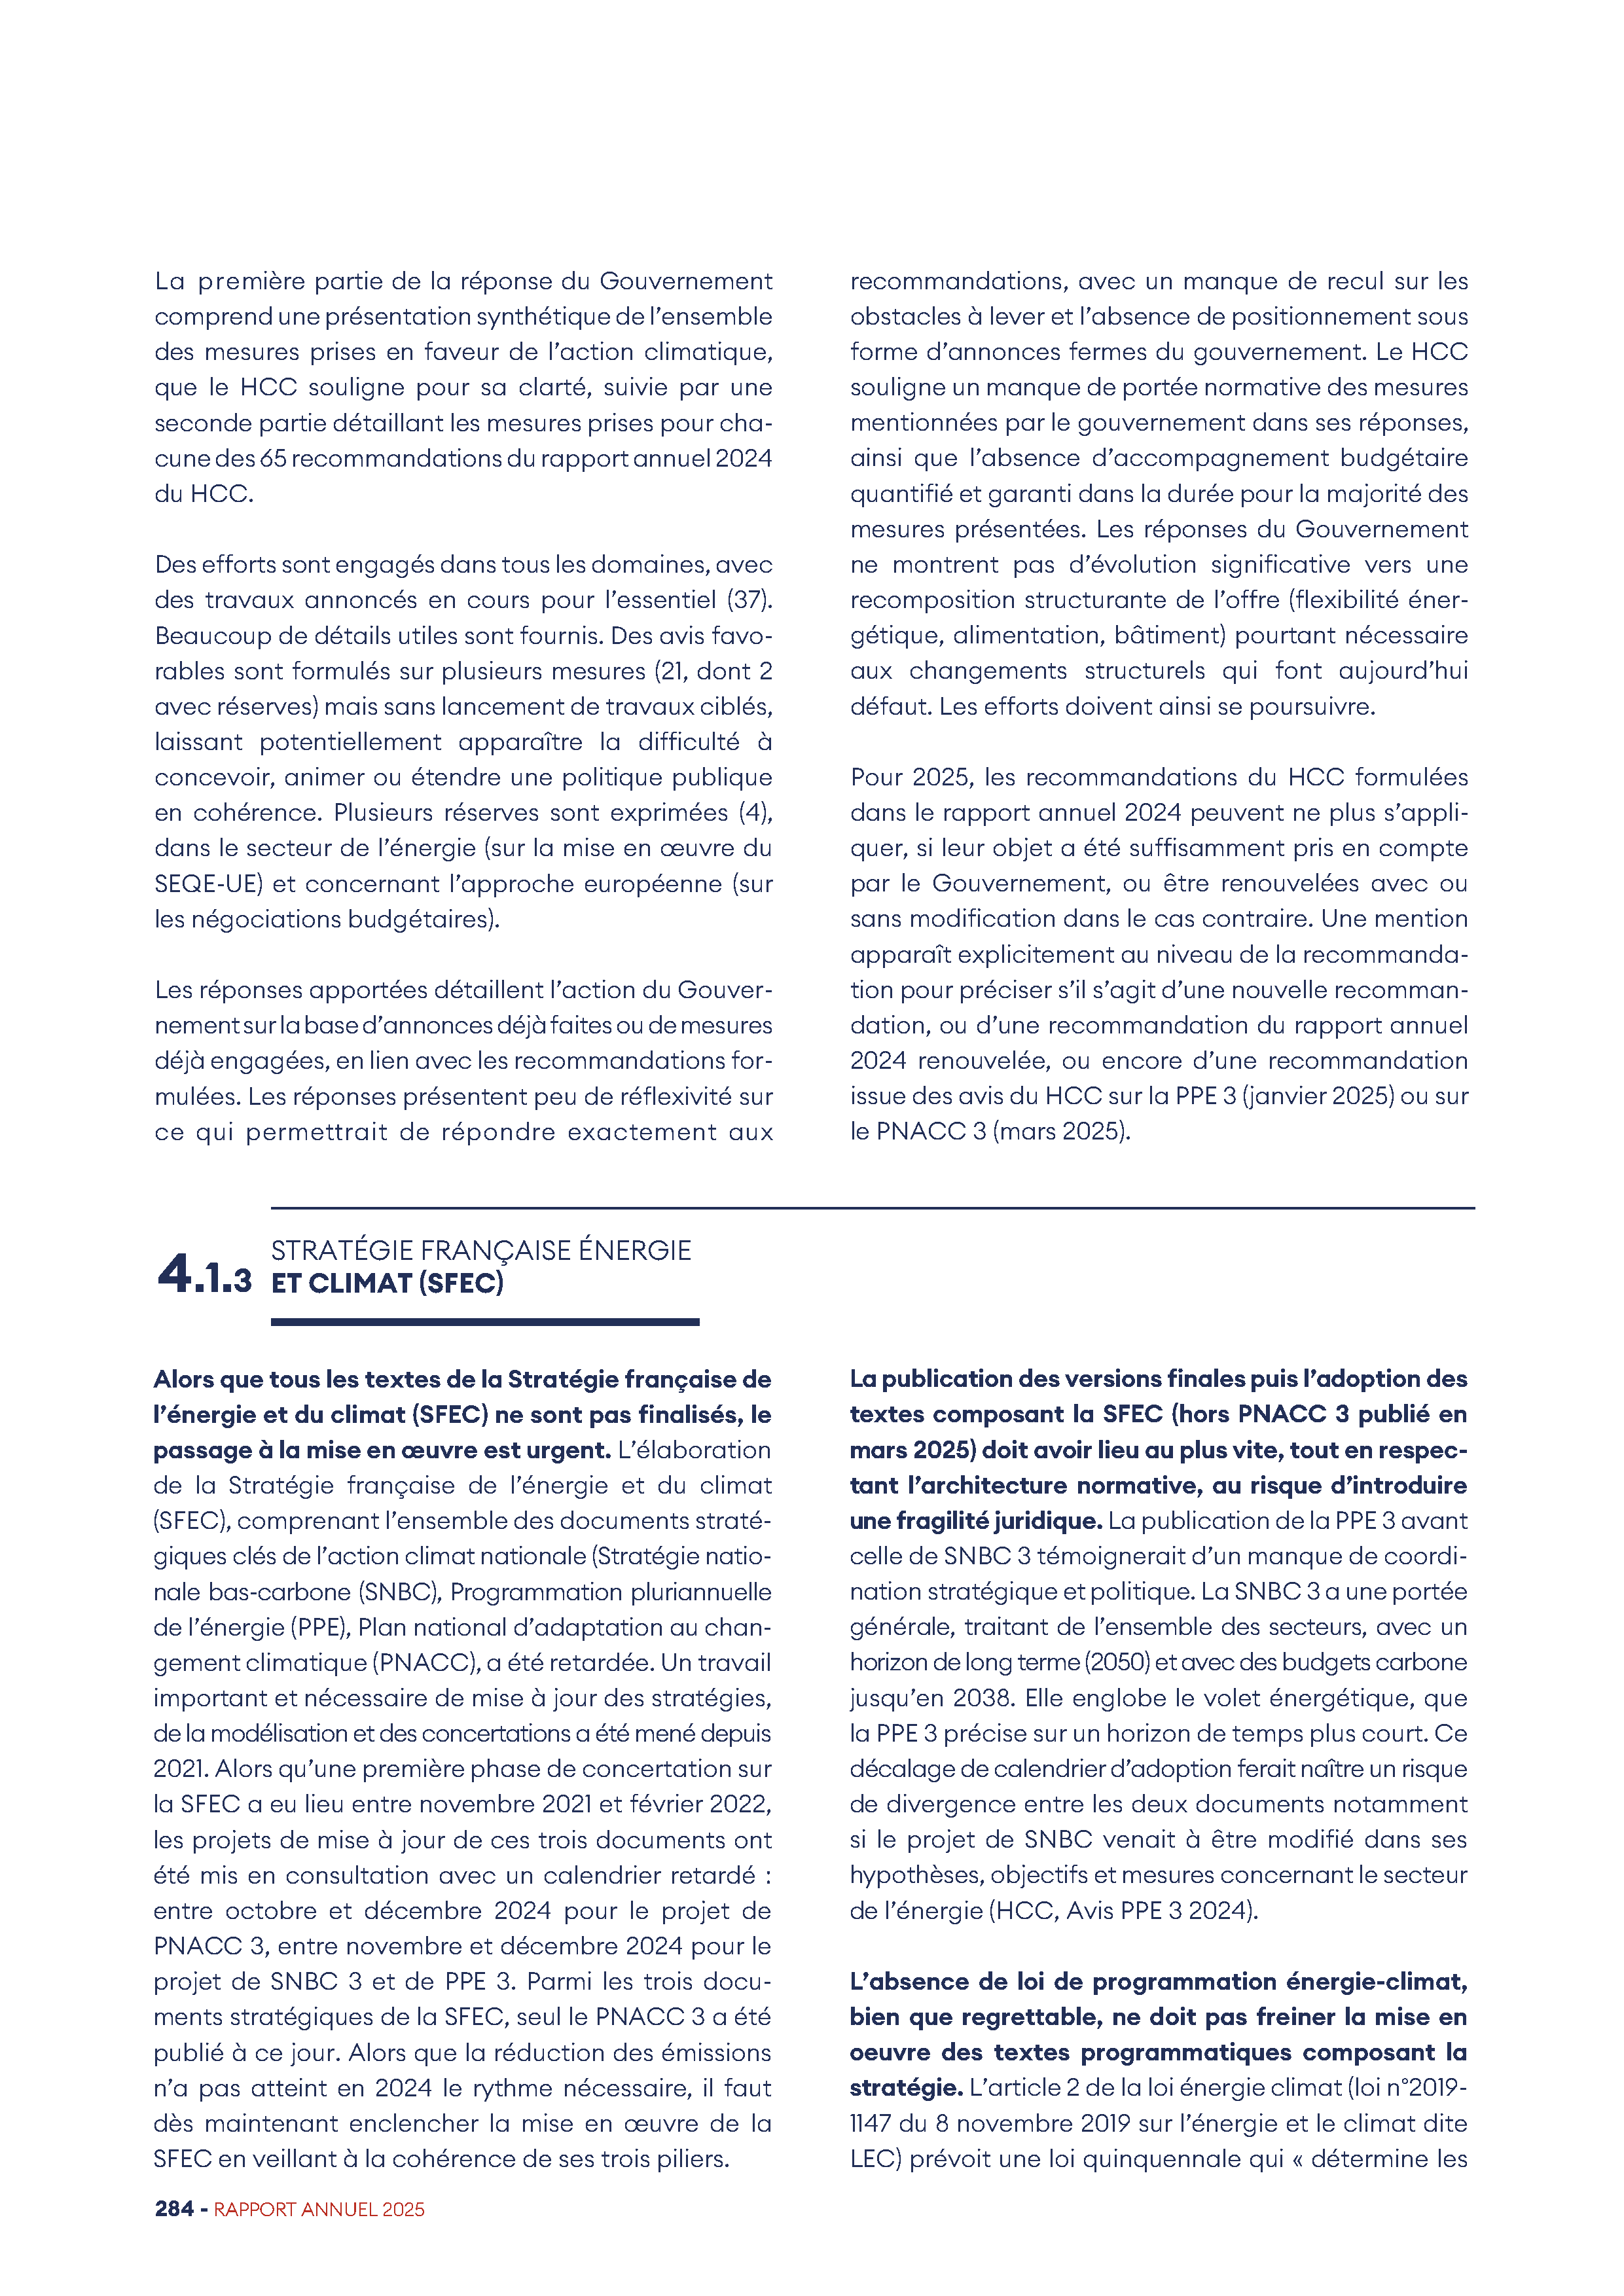 La première partie de la réponse du Gouvernement
comprend une présentation synthétique de l’ensemble
des mesures prises en faveur de l’action climatique,
que le HCC souligne pour sa clarté, suivie par une
seconde partie détaillant les mesures prises pour cha-
cune des 65 recommandations du rapport annuel 2024
du HCC.

Des efforts sont engagés dans tous les domaines, avec
des travaux annoncés en cours pour l’essentiel (37).
Beaucoup de détails utiles sont fournis. Des avis favo-
rables sont formulés sur plusieurs mesures (21, dont 2
avec réserves) mais sans lancement de travaux ciblés,
laissant potentiellement apparaître la difficulté à
concevoir, animer ou étendre une politique publique
en cohérence. Plusieurs réserves sont exprimées (4),
dans le secteur de l’énergie (sur la mise en œuvre du
SEQE-UE) et concernant l’approche européenne (sur
les négociations budgétaires).

Les réponses apportées détaillent l’action du Gouver-
nement sur la base d’annonces déjà faites ou de mesures
déjà engagées, en lien avec les recommandations for-
mulées. Les réponses présentent peu de réflexivité sur
ce qui permettrait de répondre exactement aux
recommandations, avec un manque de recul sur les
obstacles à lever et l’absence de positionnement sous
forme d’annonces fermes du gouvernement. Le HCC
souligne un manque de portée normative des mesures
mentionnées par le gouvernement dans ses réponses,
ainsi que l’absence d’accompagnement budgétaire
quantifié et garanti dans la durée pour la majorité des
mesures présentées. Les réponses du Gouvernement
ne montrent pas d’évolution significative vers une
recomposition structurante de l’offre (flexibilité éner-
gétique, alimentation, bâtiment) pourtant nécessaire
aux changements structurels qui font aujourd’hui
défaut. Les efforts doivent ainsi se poursuivre.

Pour 2025, les recommandations du HCC formulées
dans le rapport annuel 2024 peuvent ne plus s’appli-
quer, si leur objet a été suffisamment pris en compte
par le Gouvernement, ou être renouvelées avec ou
sans modification dans le cas contraire. Une mention
apparaît explicitement au niveau de la recommanda-
tion pour préciser s’il s’agit d’une nouvelle recomman-
dation, ou d’une recommandation du rapport annuel
2024 renouvelée, ou encore d’une recommandation
issue des avis du HCC sur la PPE 3 (janvier 2025) ou sur
le PNACC 3 (mars 2025).

4.1.3 STRATÉGIE FRANÇAISE ÉNERGIE
ET CLIMAT (SFEC)

Alors que tous les textes de la Stratégie française de
l’énergie et du climat (SFEC) ne sont pas finalisés, le
passage à la mise en œuvre est urgent. L’élaboration
de la Stratégie française de l’énergie et du climat
(SFEC), comprenant l’ensemble des documents straté-
giques clés de l’action climat nationale (Stratégie natio-
nale bas-carbone (SNBC), Programmation pluriannuelle
de l’énergie (PPE), Plan national d’adaptation au chan-
gement climatique (PNACC), a été retardée. Un travail
important et nécessaire de mise à jour des stratégies,
de la modélisation et des concertations a été mené depuis
2021. Alors qu’une première phase de concertation sur
la SFEC a eu lieu entre novembre 2021 et février 2022,
les projets de mise à jour de ces trois documents ont
été mis en consultation avec un calendrier retardé :
entre octobre et décembre 2024 pour le projet de
PNACC 3, entre novembre et décembre 2024 pour le
projet de SNBC 3 et de PPE 3. Parmi les trois docu-
ments stratégiques de la SFEC, seul le PNACC 3 a été
publié à ce jour. Alors que la réduction des émissions
n’a pas atteint en 2024 le rythme nécessaire, il faut
dès maintenant enclencher la mise en œuvre de la
SFEC en veillant à la cohérence de ses trois piliers.

La publication des versions finales puis l’adoption des
textes composant la SFEC (hors PNACC 3 publié en
mars 2025) doit avoir lieu au plus vite, tout en respec-
tant l’architecture normative, au risque d’introduire
une fragilité juridique. La publication de la PPE 3 avant
celle de SNBC 3 témoignerait d’un manque de coordi-
nation stratégique et politique. La SNBC 3 a une portée
générale, traitant de l’ensemble des secteurs, avec un
horizon de long terme (2050) et avec des budgets carbone
jusqu’en 2038. Elle englobe le volet énergétique, que
la PPE 3 précise sur un horizon de temps plus court. Ce
décalage de calendrier d’adoption ferait naître un risque
de divergence entre les deux documents notamment
si le projet de SNBC venait à être modifié dans ses
hypothèses, objectifs et mesures concernant le secteur
de l’énergie (HCC, Avis PPE 3 2024).

L’absence de loi de programmation énergie-climat,
bien que regrettable, ne doit pas freiner la mise en
oeuvre des textes programmatiques composant la
stratégie. L’article 2 de la loi énergie climat (loi n°2019-
1147 du 8 novembre 2019 sur l’énergie et le climat dite
LEC) prévoit une loi quinquennale qui « détermine les

284 - RAPPORT ANNUEL 2025